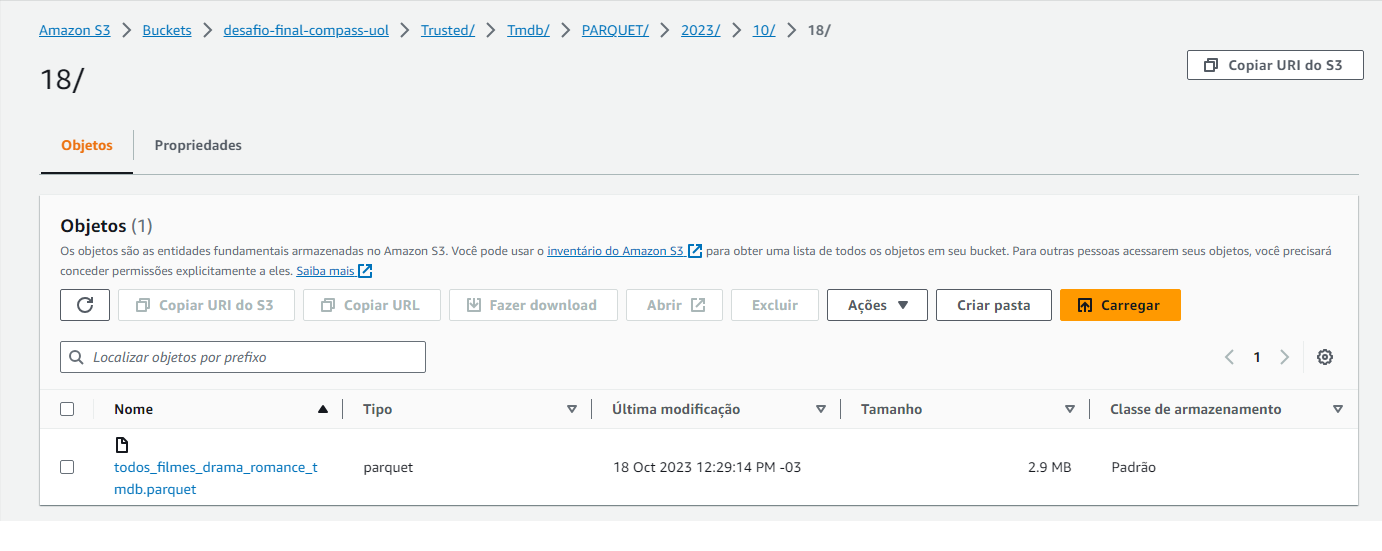 Amazon S3 > Buckets > desafio-final-compass-uol > Trusted/ > Tmdb/ > PARQUET/ > 2023/ > 10/ > 18/
18/
Copiar URI do S3
Objetos Propriedades
Objetos (1)
Os objetos são as entidades fundamentais armazenadas no Amazon S3. Você pode usar o inventário do Amazon S3 para obter uma lista de todos os objetos em seu bucket. Para outras pessoas acessarem seus objetos, você precisará
conceder permissões explicitamente a eles. Saiba mais
Copiar URI do S3 Copiar URL Fazer download Abrir Excluir Ações Criar pasta Carregar
Localizar objetos por prefixo
1
Nome Tipo Última modificação Tamanho Classe de armazenamento
todos_filmes_drama_romance_t parquet 18 Oct 2023 12:29:14 PM -03 2.9 MB Padrão
mdb.parquet